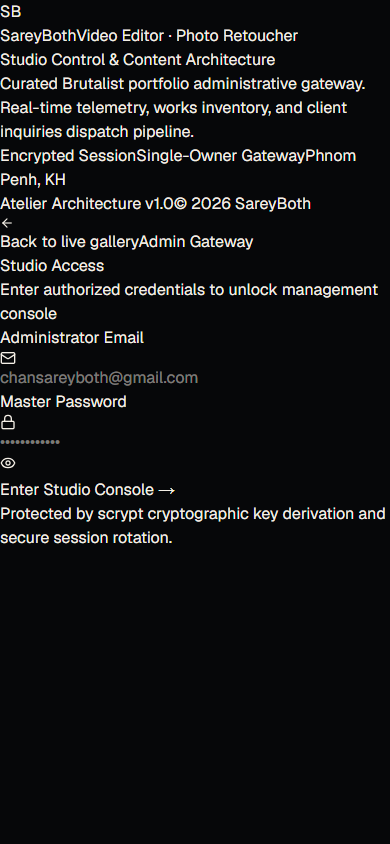 SB
SareyBothVideo Editor · Photo Retoucher
Studio Control & Content Architecture
Curated Brutalist portfolio administrative gateway.
Real-time telemetry, works inventory, and client
inquiries dispatch pipeline.
Encrypted SessionSingle-Owner GatewayPhnom
Penh, KH
Atelier Architecture v1.0© 2026 SareyBoth
←
Back to live galleryAdmin Gateway
Studio Access
Enter authorized credentials to unlock management
console
Administrator Email
chansareyboth@gmail.com
Master Password
••••••••••••
Enter Studio Console →
Protected by scrypt cryptographic key derivation and
secure session rotation.